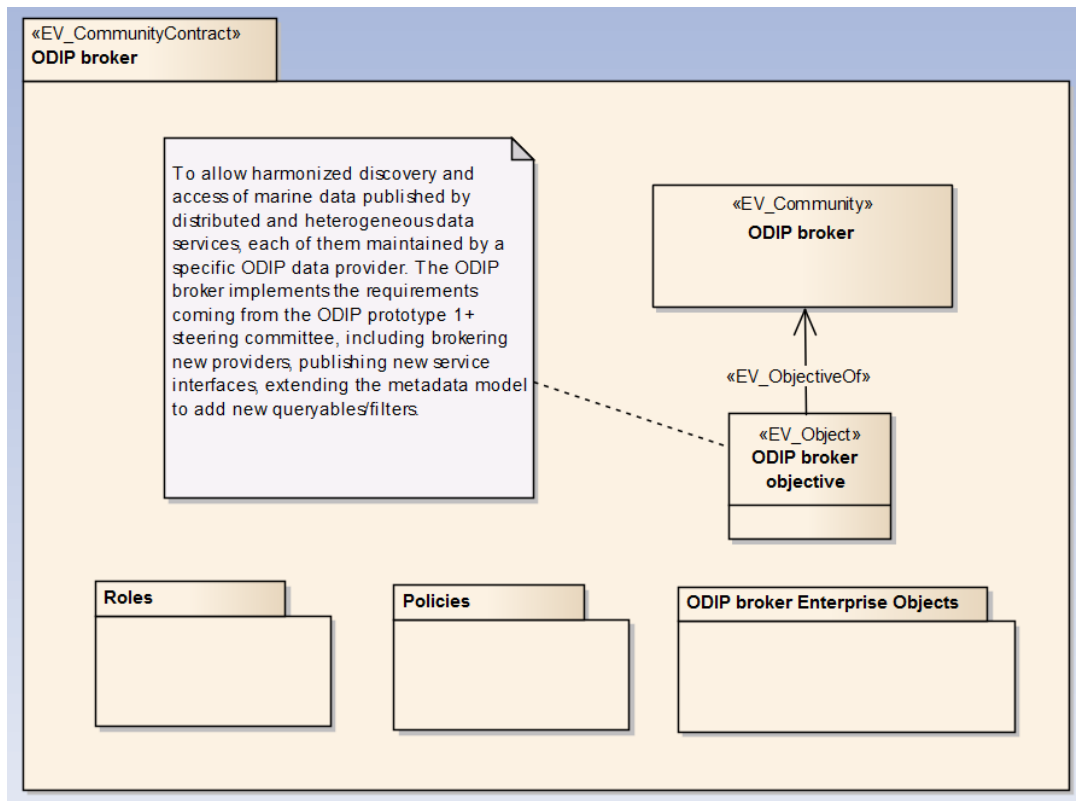 «EV_CommunityContract»
ODIP broker
To allow harmonized discovery and
access of marine data published by
distributed and heterogeneous data
services, each of them maintained by a
specific ODIP data provider. The ODIP
broker implements the requirements
coming from the ODIP prototype 1+
steering committee, including brokering
new providers, publishing new service
interfaces, extending the metadata model
to add new queryables/filters.
«EV_Community»
ODIP broker
«EV_ObjectiveOf»
«EV_Object»
ODIP broker
objective
Roles
Policies
ODIP broker Enterprise Objects